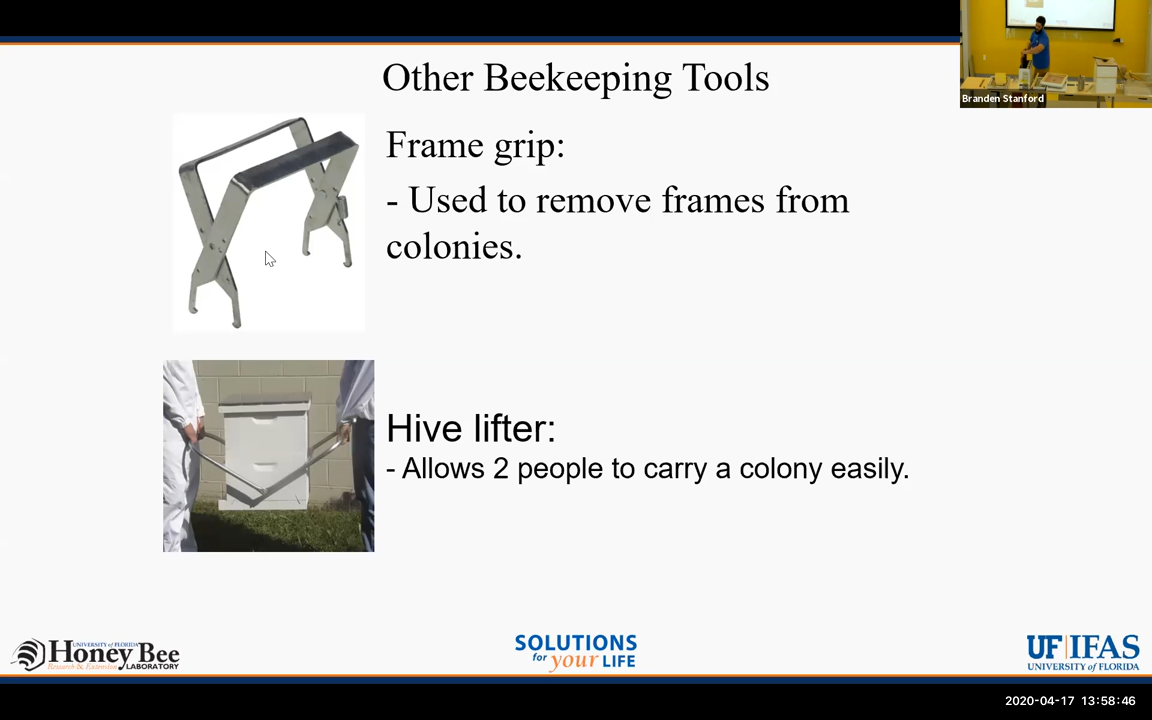 Other Beekeeping Tools
Branden Stanford
Frame grip:
- Used to remove frames from
colonies.
Hive lifter:
- Allows 2 people to carry a colony easily.
UNIVERSITY of FLORIDA
Honey Bee
Research & Extension LABORATORY
SOLUTIONS
for your LIFE
UF|IFAS
UNIVERSITY of FLORIDA
2020-04-17 13:58:46